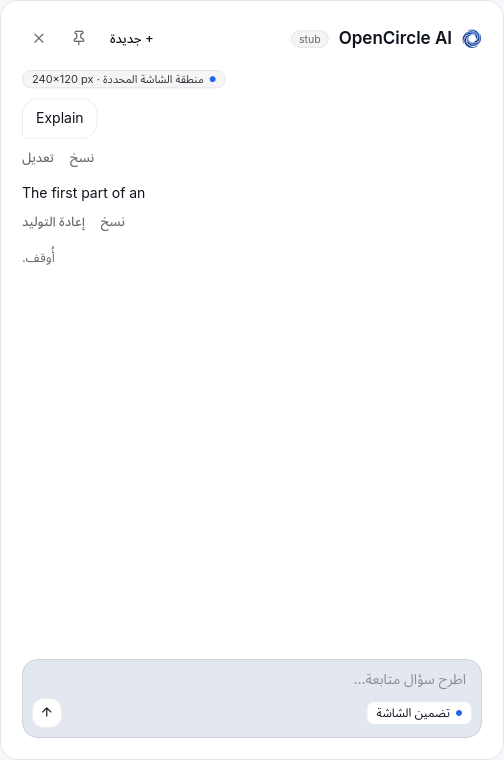 OpenCircle AI
stub
+ جديدة
منطقة الشاشة المحددة · 240×120 px
Explain
نسخ تعديل
The first part of an
نسخ إعادة التوليد
أُوقف.
اطرح سؤال متابعة...
تضمين الشاشة